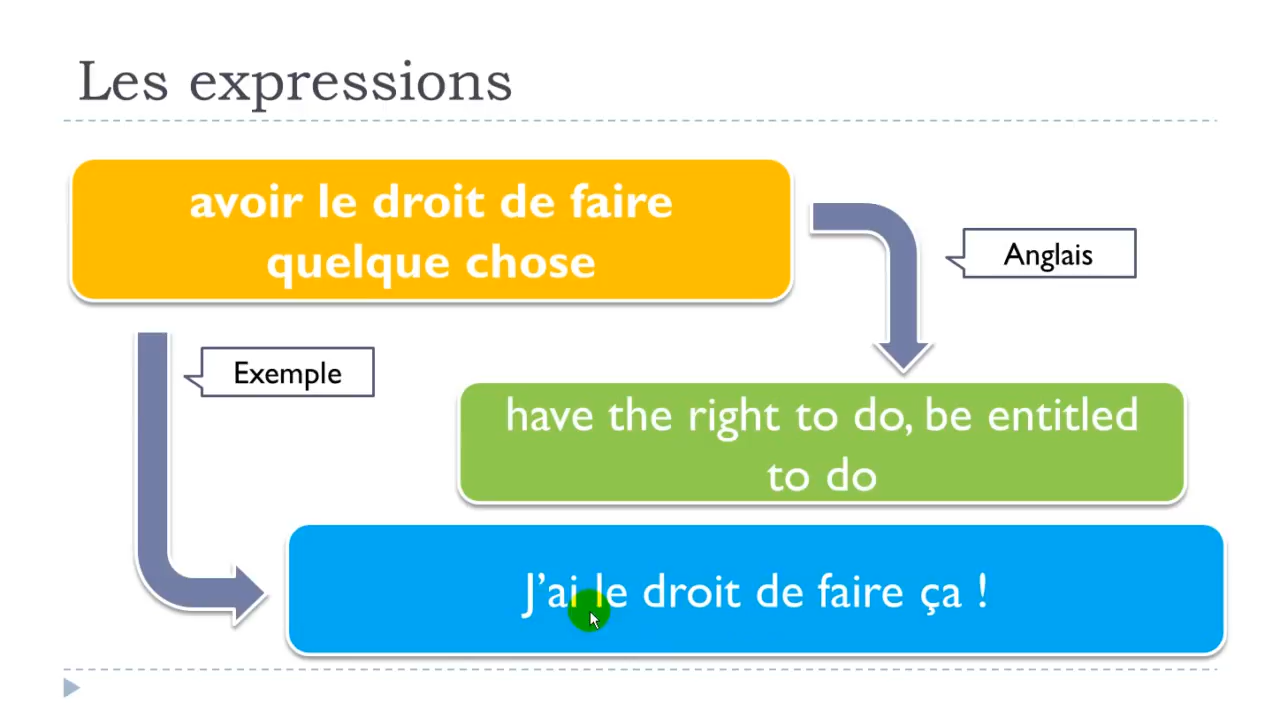 Les expressions
avoir le droit de faire
quelque chose
Anglais
Exemple
have the right to do, be entitled
to do
J’ai le droit de faire ça !